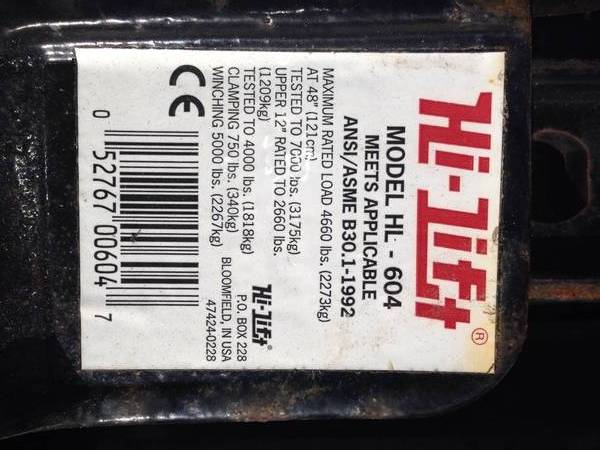 Hi-Lift®
MODEL HL - 604
MEETS APPLICABLE
ANSI/ASME B30.1-1992
MAXIMUM RATED LOAD 4660 lbs. (2273kg)
AT 48" (121cm)
TESTED TO 7000 lbs. (3175kg)
UPPER 12" RATED TO 2660 lbs.
(1209kg)
TESTED TO 4000 lbs. (1818kg)
CLAMPING 750 lbs. (340kg)
WINCHING 5000 lbs. (2267kg)
Hi-Lift
P.O. BOX 228
BLOOMFIELD, IN USA
47424-0228
CE
0 52767 00604 7